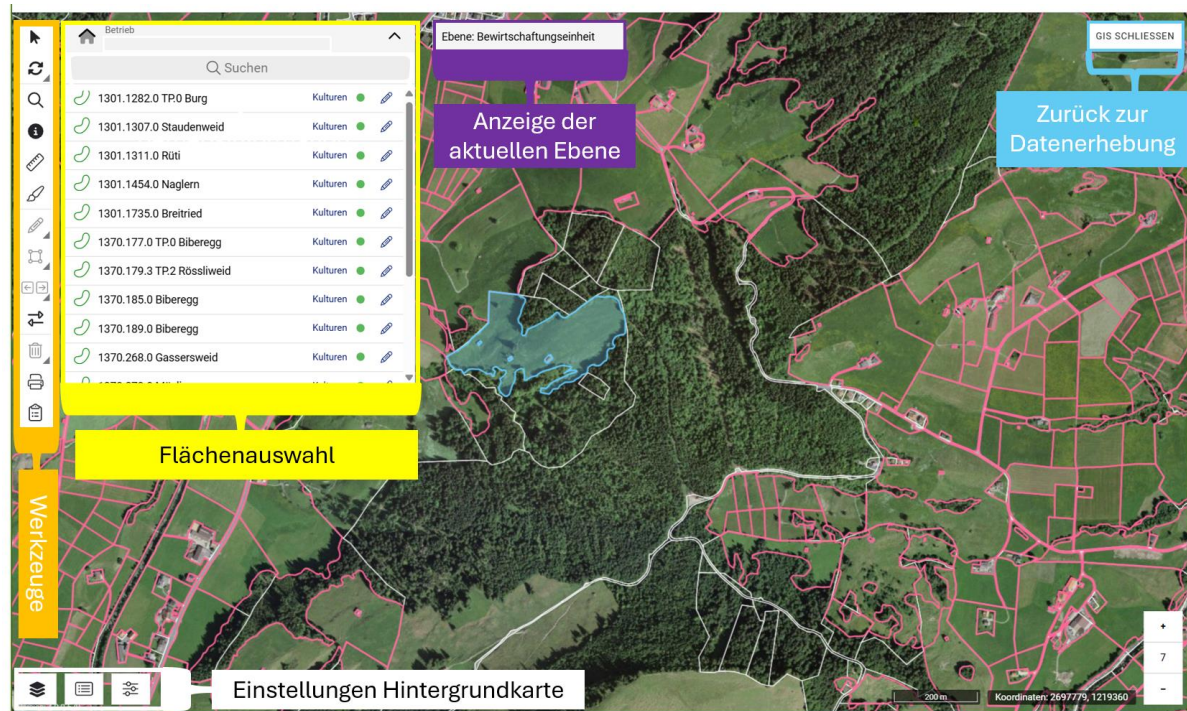 Betrieb
Suchen
1301.1282.0 TP.0 Burg Kulturen
1301.1307.0 Staudenweid Kulturen
1301.1311.0 Rüti Kulturen
1301.1454.0 Naglern Kulturen
1301.1735.0 Breitried Kulturen
1370.177.0 TP.0 Biberegg Kulturen
1370.179.3 TP.2 Rössliweid Kulturen
1370.185.0 Biberegg Kulturen
1370.189.0 Biberegg Kulturen
1370.268.0 Gassersweid Kulturen
Flächenauswahl
Werkzeuge
Ebene: Bewirtschaftungseinheit
Anzeige der
aktuellen Ebene
GIS SCHLIESSEN
Zurück zur
Datenerhebung
Einstellungen Hintergrundkarte
+
7
-
200 m
Koordinaten: 2697779, 1219360